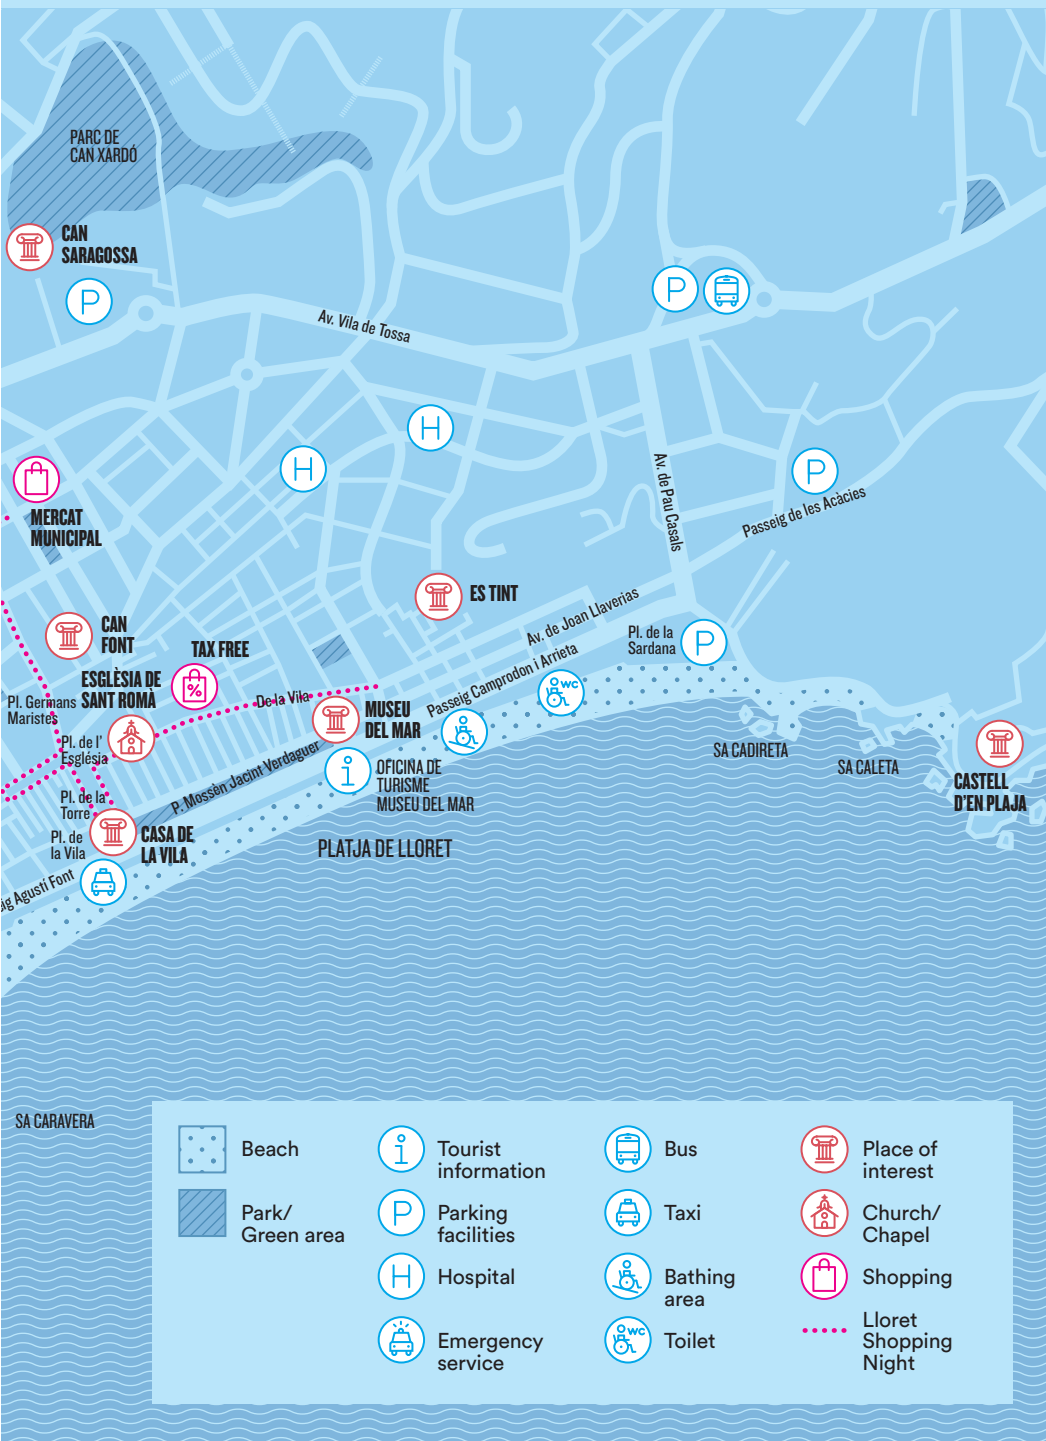 PARC DE
CAN XARDÓ
CAN
SARAGOSSA
P
P
Av. Vila de Tossa
H
H
P
MERCAT
MUNICIPAL
Av. de Pau Casals
Passeig de les Acàcies
ES TINT
CAN
FONT
TAX FREE
%
Av. de Joan Llaverias
Pl. de la
Sardana
P
Passeig Camprodon i Arrieta
WC
ESGLÈSIA DE
SANT ROMÀ
Pl. Germans
Maristes
De la Vila
MUSEU
DEL MAR
Pl. de l'
Església
P. Mossèn Jacint Verdaguer
i
OFICINA DE
TURISME
MUSEU DEL MAR
SA CADIRETA
SA CALETA
CASTELL
D'EN PLAJA
Pl. de la
Torre
Pl. de
la Vila
CASA DE
LA VILA
PLATJA DE LLORET
ig Agustí Font
SA CARAVERA
Beach
Park/
Green area
i
Tourist
information
P
Parking
facilities
H
Hospital
Emergency
service
Bus
Taxi
Bathing
area
WC
Toilet
Place of
interest
Church/
Chapel
Shopping
Lloret
Shopping
Night